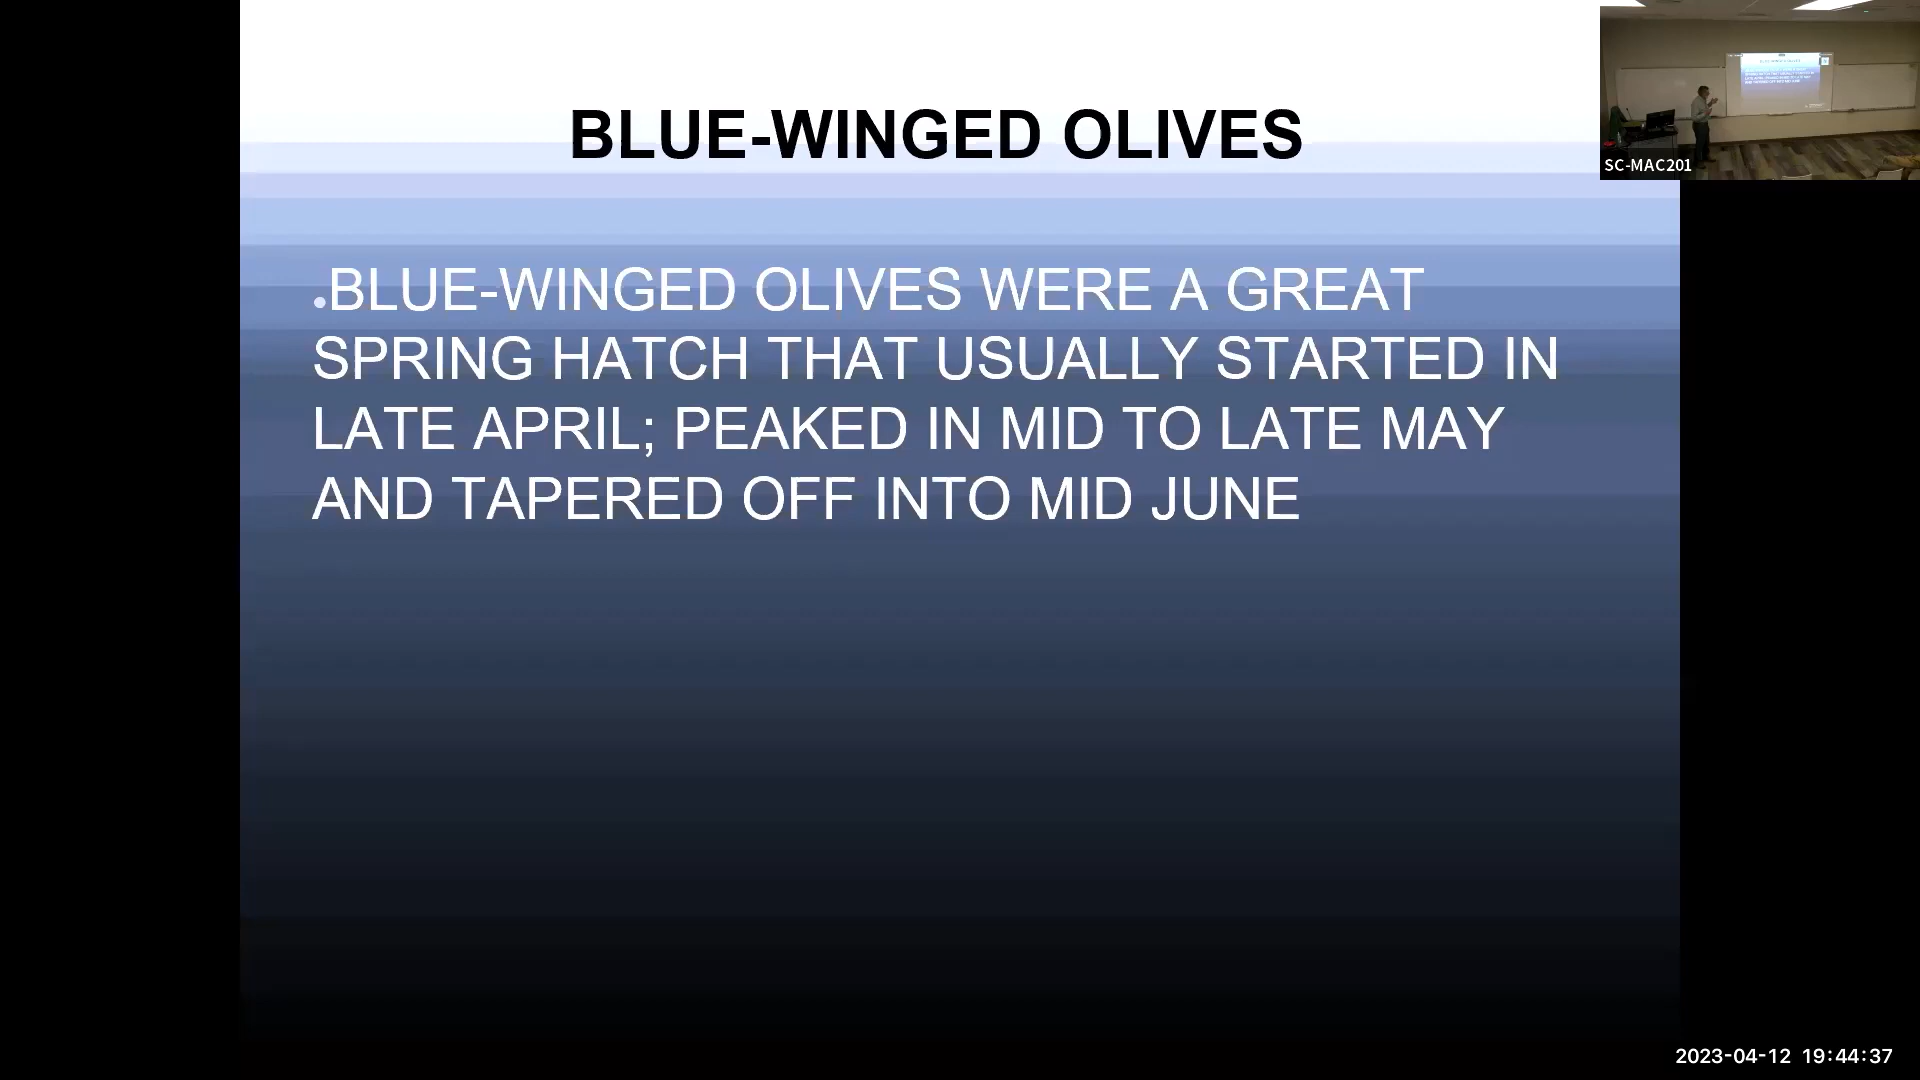 BLUE-WINGED OLIVES
SC-MAC201
•BLUE-WINGED OLIVES WERE A GREAT
SPRING HATCH THAT USUALLY STARTED IN
LATE APRIL; PEAKED IN MID TO LATE MAY
AND TAPERED OFF INTO MID JUNE
2023-04-12 19:44:37